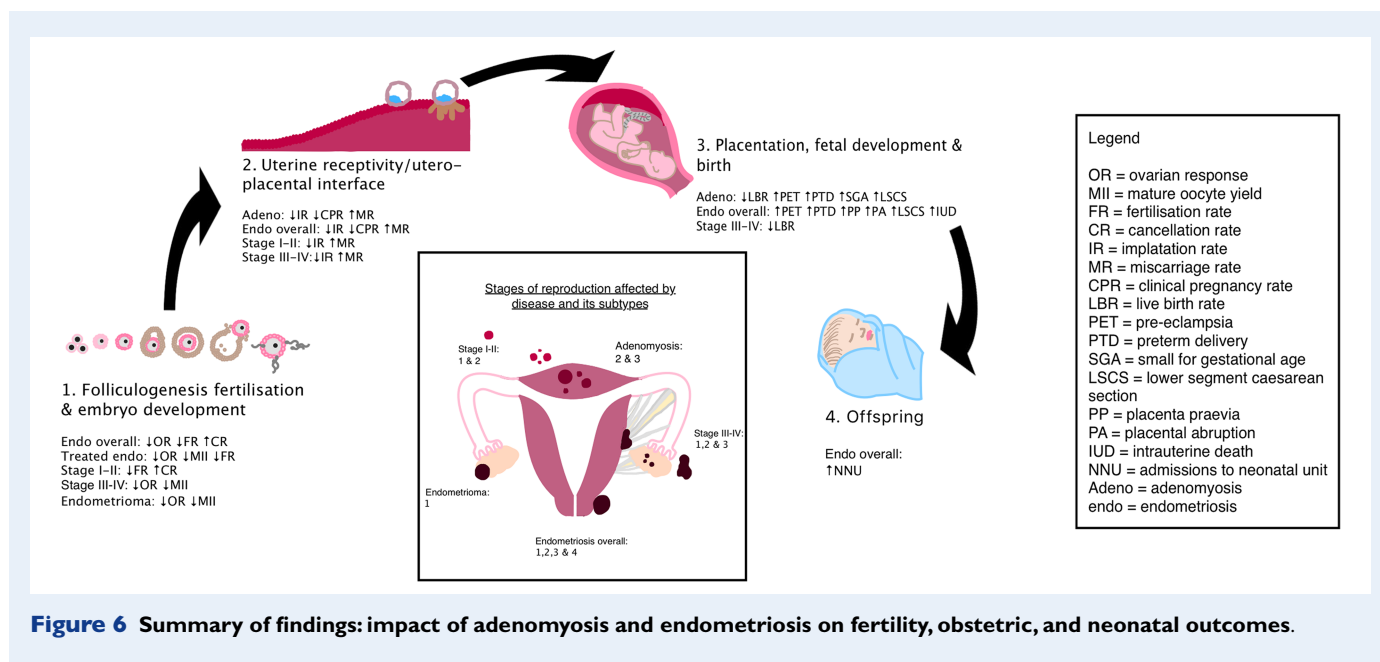 2. Uterine receptivity/utero-
placental interface
Adeno: ↓IR ↓CPR ↑MR
Endo overall: ↓IR ↓CPR ↑MR
Stage I–II: ↓IR ↑MR
Stage III–IV:↓IR ↑MR
3. Placentation, fetal development &
birth
Adeno: ↓LBR ↑PET ↑PTD ↑SGA ↑LSCS
Endo overall: ↑PET ↑PTD ↑PP ↑PA ↑LSCS ↑IUD
Stage III–IV: ↓LBR
1. Folliculogenesis fertilisation
& embryo development
Endo overall: ↓OR ↓FR ↑CR
Treated endo: ↓OR ↓MII ↓FR
Stage I–II: ↓FR ↑CR
Stage III-IV: ↓OR ↓MII
Endometrioma: ↓OR ↓MII
Stages of reproduction affected by
disease and its subtypes
Stage I-II:
1 & 2
Adenomyosis:
2 & 3
Stage III-IV:
1,2 & 3
Endometrioma:
1
Endometriosis overall:
1,2,3 & 4
4. Offspring
Endo overall:
↑NNU
Legend
OR = ovarian response
MII = mature oocyte yield
FR = fertilisation rate
CR = cancellation rate
IR = implatation rate
MR = miscarriage rate
CPR = clinical pregnancy rate
LBR = live birth rate
PET = pre-eclampsia
PTD = preterm delivery
SGA = small for gestational age
LSCS = lower segment caesarean
section
PP = placenta praevia
PA = placental abruption
IUD = intrauterine death
NNU = admissions to neonatal unit
Adeno = adenomyosis
endo = endometriosis
Figure 6 Summary of findings: impact of adenomyosis and endometriosis on fertility, obstetric, and neonatal outcomes.